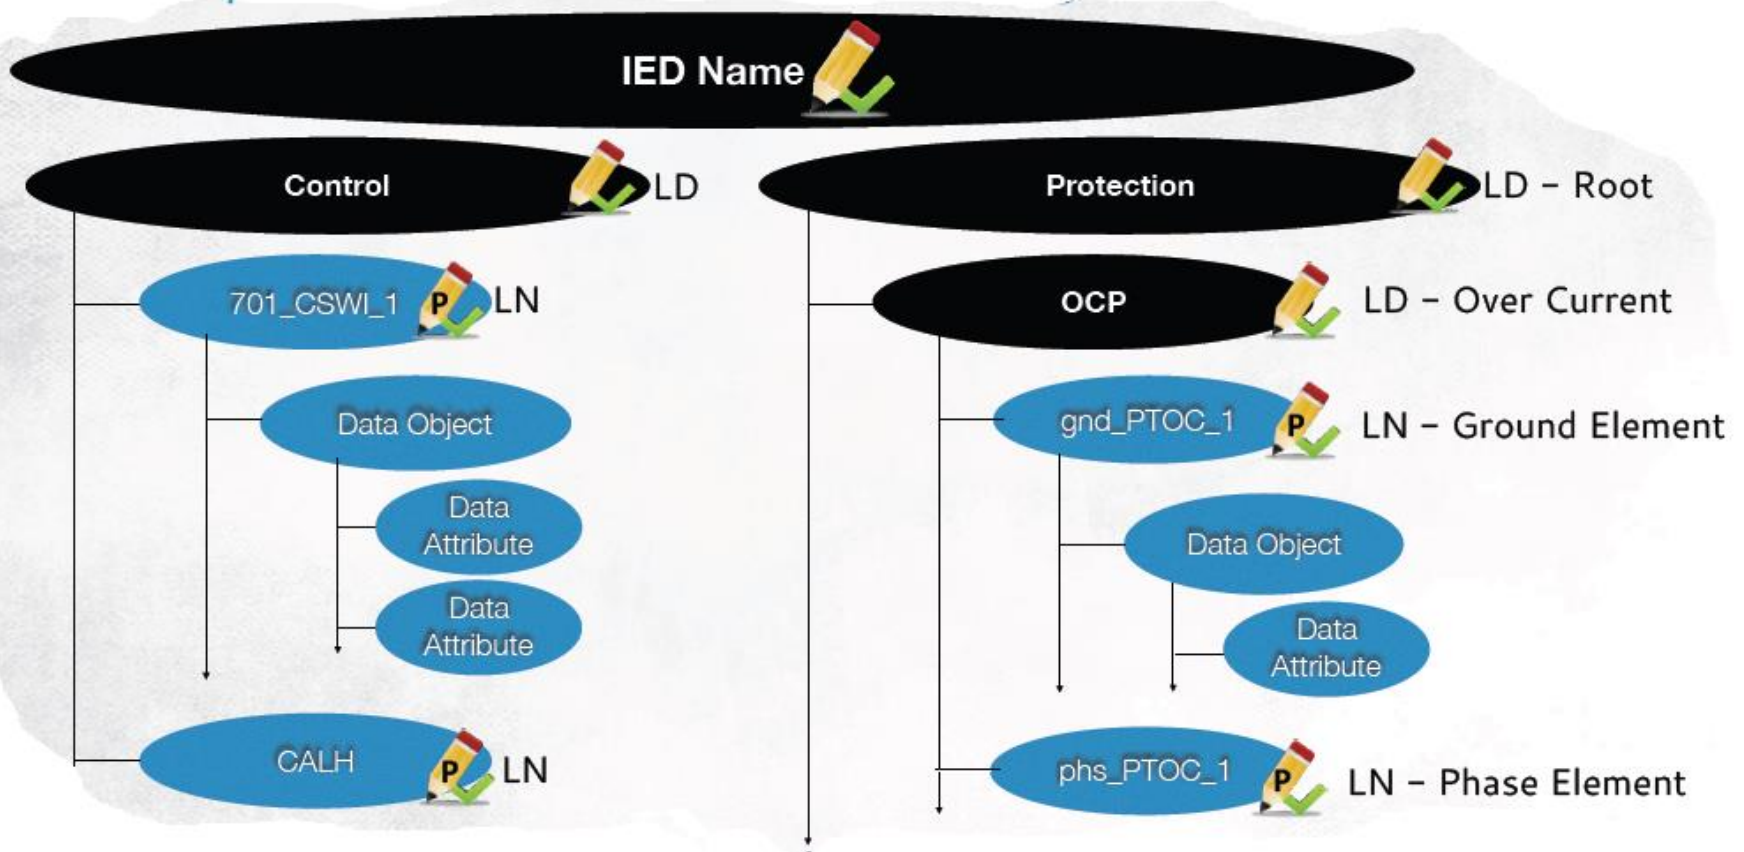 IED Name
Control
LD
Protection
LD – Root
701_CSWI_1
P
LN
OCP
LD – Over Current
Data Object
gnd_PTOC_1
P
LN – Ground Element
Data
Attribute
Data Object
Data
Attribute
Data
Attribute
CALH
P
LN
phs_PTOC_1
P
LN – Phase Element